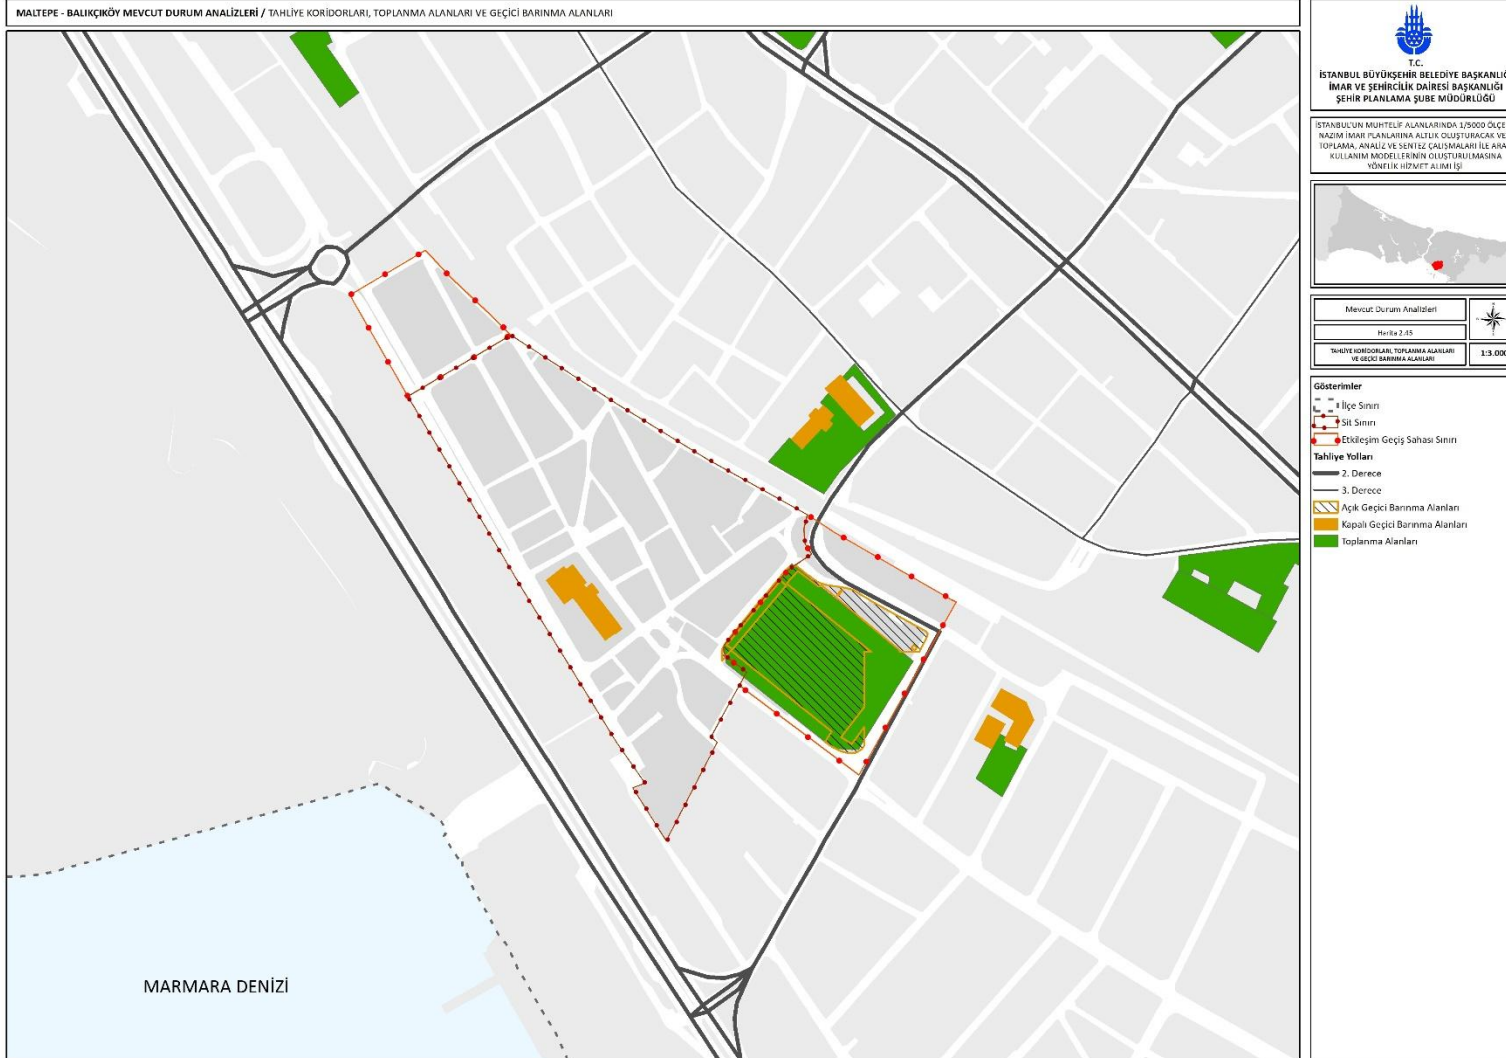 MALTEPE - BALIKÇIKÖY MEVCUT DURUM ANALİZLERİ / TAHLİYE KORİDORLARI, TOPLANMA ALANLARI VE GEÇİCİ BARINMA ALANLARI
MARMARA DENİZİ
T.C.
İSTANBUL BÜYÜKŞEHİR BELEDİYE BAŞKANLIĞ
İMAR VE ŞEHİRCİLİK DAİRESİ BAŞKANLIĞI
ŞEHİR PLANLAMA ŞUBE MÜDÜRLÜĞÜ
İSTANBUL'UN MUHTELİF ALANLARINDA 1/5000 ÖLÇE
NAZIM İMAR PLANLARINA ALTLIK OLUŞTURACAK VE
TOPLAMA, ANALİZ VE SENTEZ ÇALIŞMALARI İLE ARA
KULLANIM MODELLERİNİN OLUŞTURULMASINA
YÖNELİK HİZMET ALIMI İŞİ
Mevcut Durum Analizleri
Harita 2.45
TAHLİYE KORİDORLARI, TOPLANMA ALANLARI
VE GEÇİCİ BARINMA ALANLARI
1:3.000
Gösterimler
İlçe Sınırı
Sit Sınırı
Etkileşim Geçiş Sahası Sınırı
Tahliye Yolları
2. Derece
3. Derece
Açık Geçici Barınma Alanları
Kapalı Geçici Barınma Alanları
Toplanma Alanları